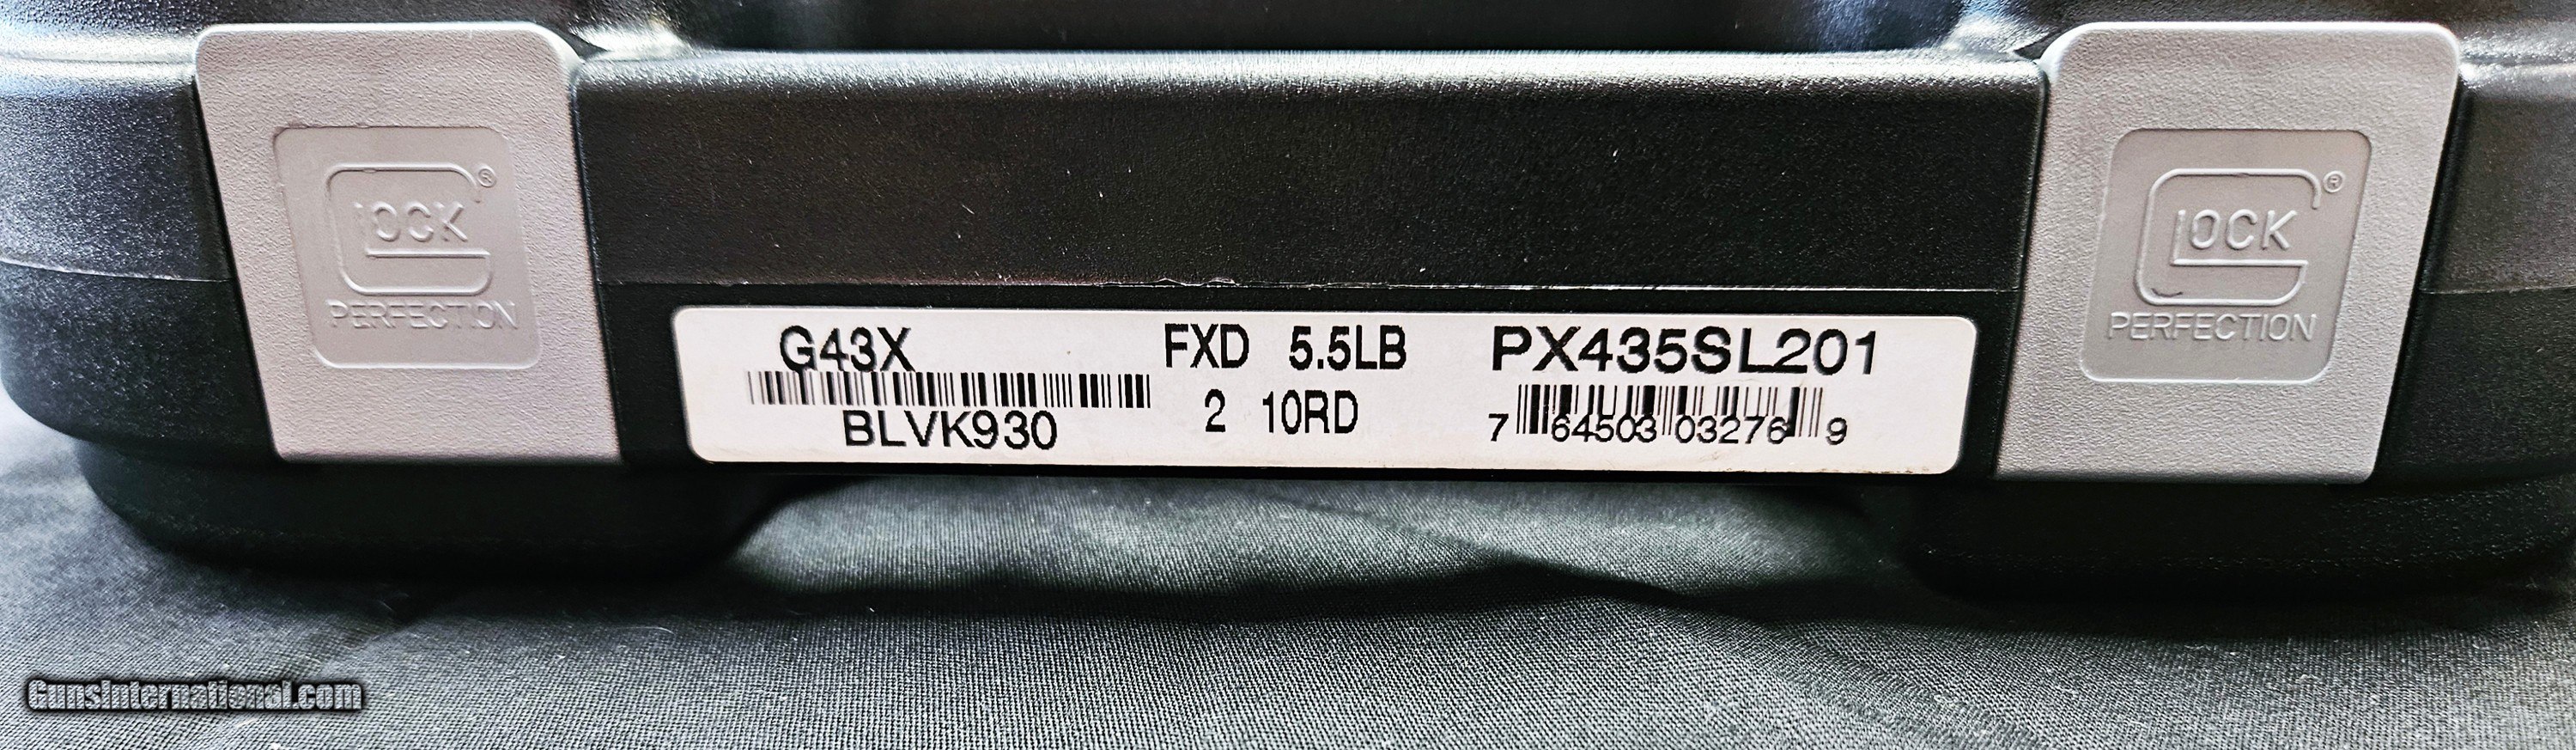 GLOCK®
PERFECTION
G43X
BLVK930
FXD 5.5LB
2 10RD
PX435SL201
7 64503 03276 9
GLOCK®
PERFECTION
GunsInternational.com